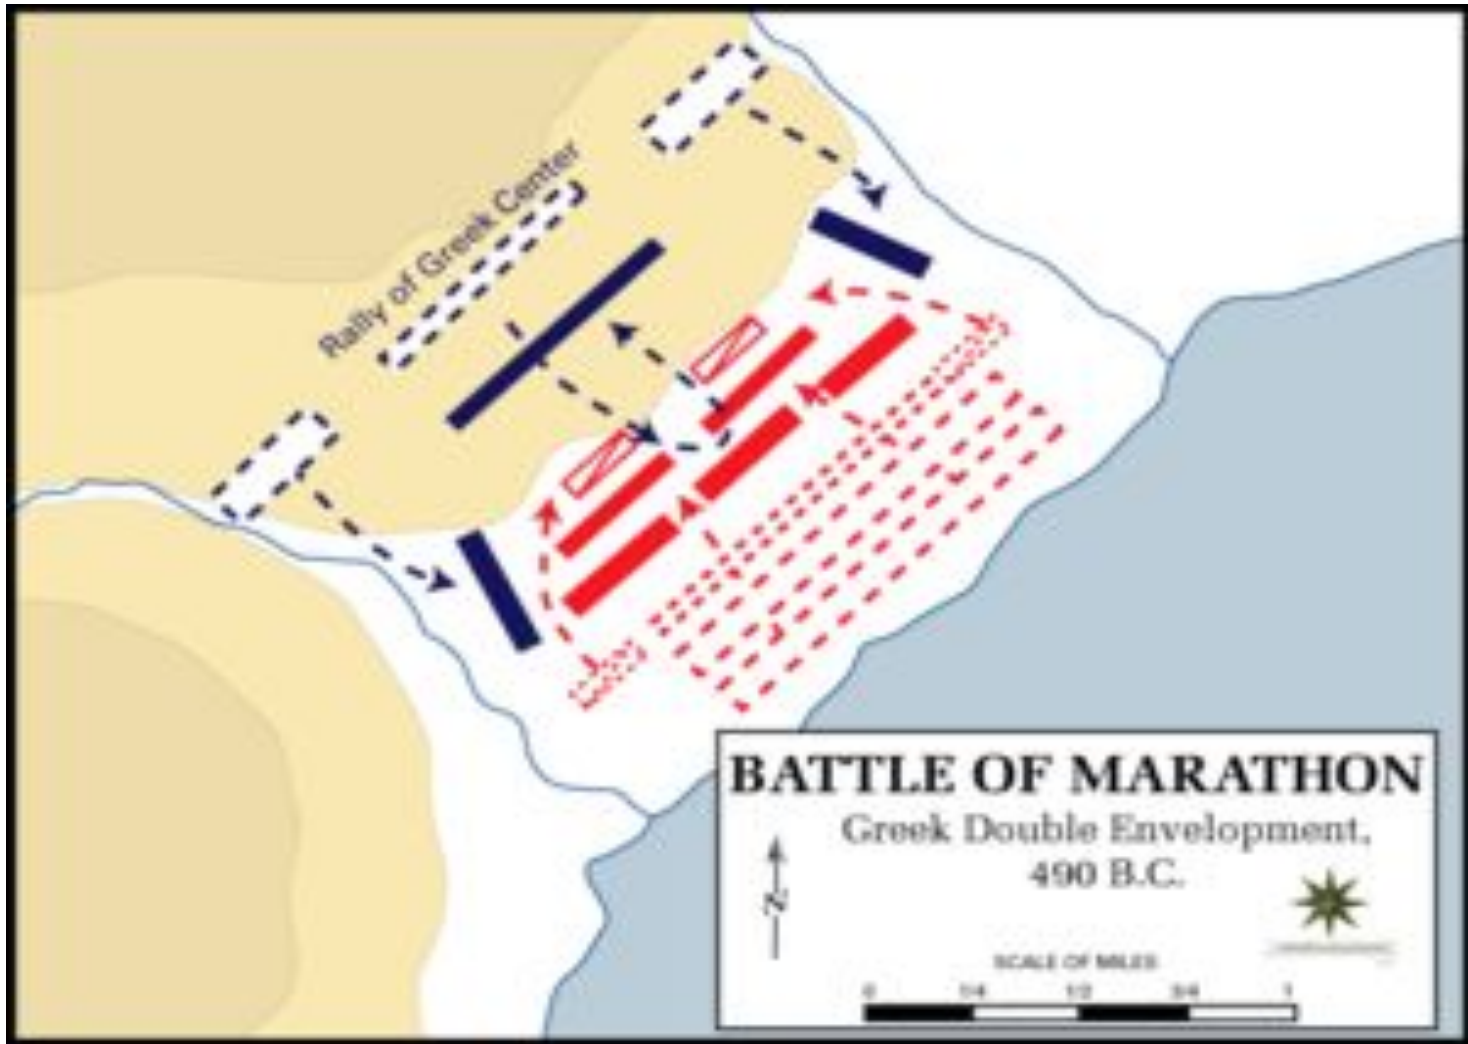 Rally of Greek Center
BATTLE OF MARATHON
Greek Double Envelopment,
490 B.C.
N
SCALE OF MILES
0 1/4 1/2 3/4 1